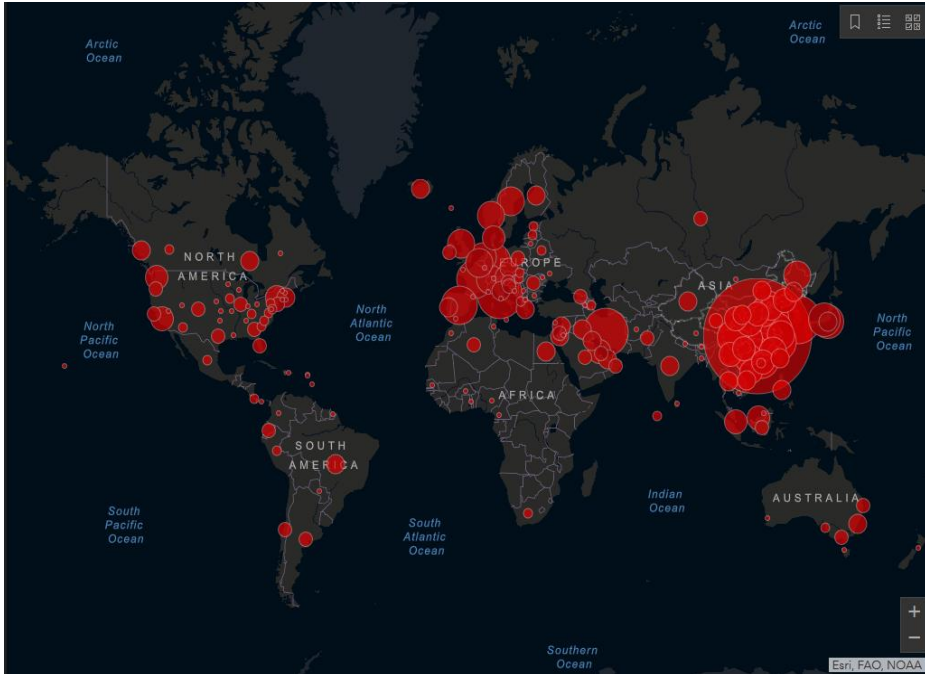 Arctic
Ocean
Arctic
Ocean
NORTH
AMERICA
EUROPE
ASIA
North
Pacific
Ocean
North
Atlantic
Ocean
North
Pacific
Ocean
AFRICA
SOUTH
AMERICA
South
Pacific
Ocean
South
Atlantic
Ocean
Indian
Ocean
AUSTRALIA
Southern
Ocean
+
−
Esri, FAO, NOAA